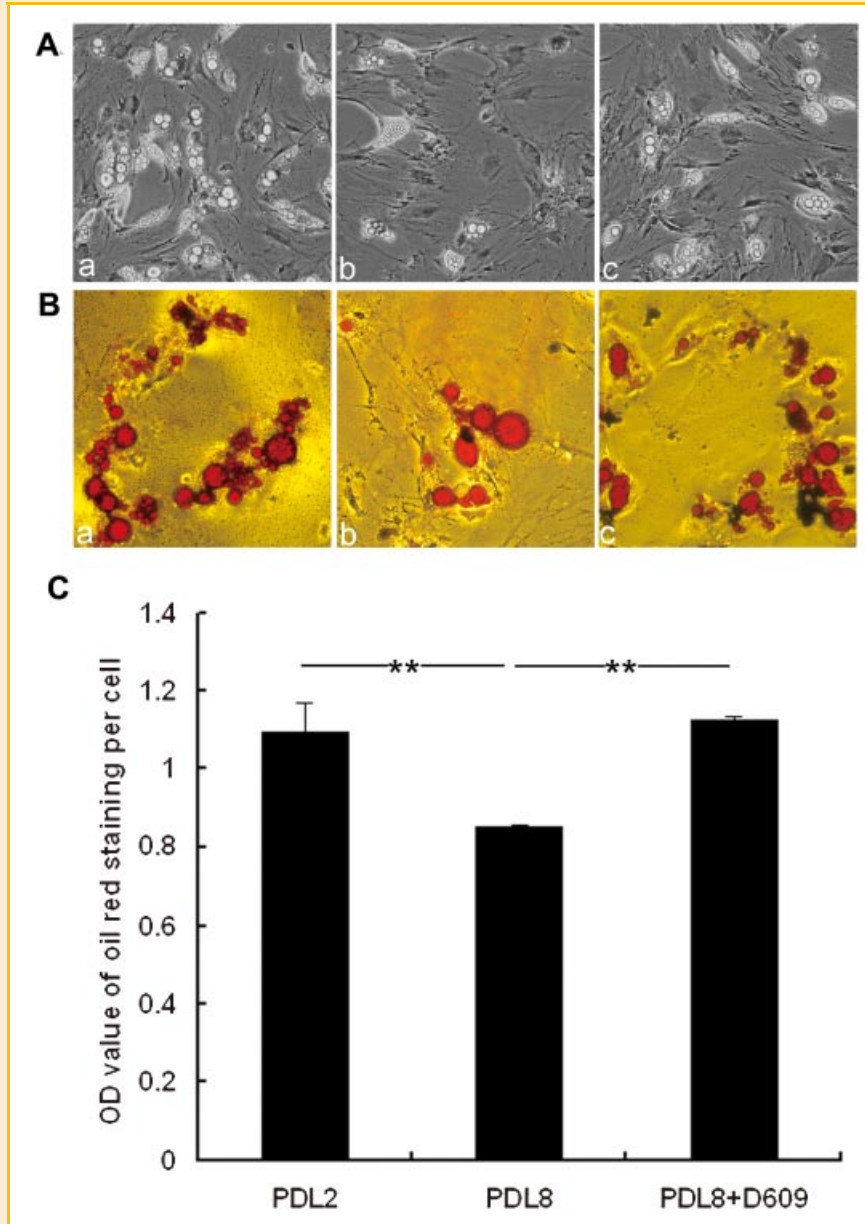 A
a b c
B
a b c
C
OD value of oil red staining per cell
1.4
1.2
1
0.8
0.6
0.4
0.2
0
** **
PDL2 PDL8 PDL8+D609